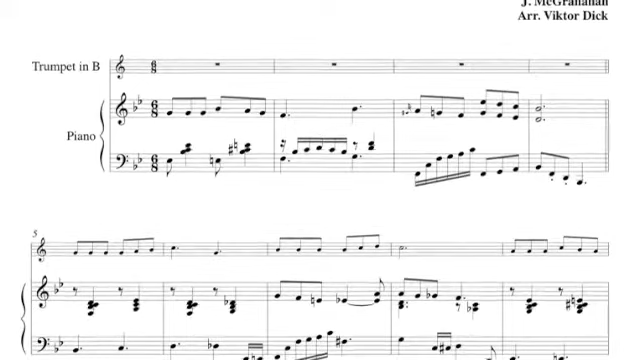 J. McGranahan
Arr. Viktor Dick
Trumpet in B
Piano
5